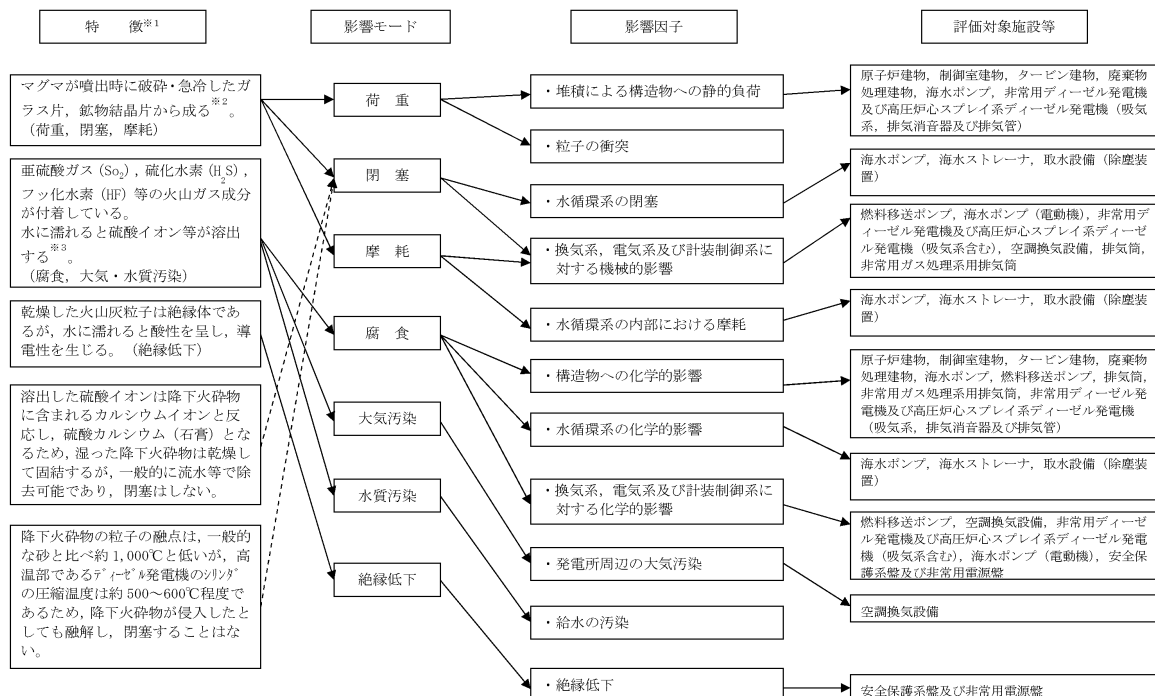 特　徴※1
影響モード
影響因子
評価対象施設等
マグマが噴出時に破砕・急冷したガ
ラス片，鉱物結晶片から成る※2。
（荷重，閉塞，摩耗）
亜硫酸ガス（So2），硫化水素（H2S），
フッ化水素（HF）等の火山ガス成分
が付着している。
水に濡れると硫酸イオン等が溶出
する※3。
（腐食，大気・水質汚染）
乾燥した火山灰粒子は絶縁体であ
るが，水に濡れると酸性を呈し，導
電性を生じる。（絶縁低下）
溶出した硫酸イオンは降下火砕物
に含まれるカルシウムイオンと反
応し，硫酸カルシウム（石膏）とな
るため，湿った降下火砕物は乾燥し
て固結するが，一般的に流水等で除
去可能であり，閉塞はしない。
降下火砕物の粒子の融点は，一般的
な砂と比べ約1,000℃と低いが，高
温部であるﾃﾞｨｰｾﾞﾙ発電機のｼﾘﾝﾀﾞ
の圧縮温度は約500～600℃程度で
あるため，降下火砕物が侵入したと
しても融解し，閉塞することはな
い。
荷　重
閉　塞
摩　耗
腐　食
大気汚染
水質汚染
絶縁低下
・堆積による構造物への静的負荷
・粒子の衝突
・水循環系の閉塞
・換気系，電気系及び計装制御系に
対する機械的影響
・水循環系の内部における摩耗
・構造物への化学的影響
・水循環系の化学的影響
・換気系，電気系及び計装制御系に
対する化学的影響
・発電所周辺の大気汚染
・給水の汚染
・絶縁低下
原子炉建物，制御室建物，タービン建物，廃棄物
処理建物，海水ポンプ，非常用ディーゼル発電機
及び高圧炉心スプレイ系ディーゼル発電機（吸気
系，排気消音器及び排気管）
海水ポンプ，海水ストレーナ，取水設備（除塵装
置）
燃料移送ポンプ，海水ポンプ（電動機），非常用デ
ィーゼル発電機及び高圧炉心スプレイ系ディーゼ
ル発電機（吸気系含む），空調換気設備，排気筒，
非常用ガス処理系用排気筒
海水ポンプ，海水ストレーナ，取水設備（除塵装
置）
原子炉建物，制御室建物，タービン建物，廃棄物
処理建物，海水ポンプ，燃料移送ポンプ，排気筒，
非常用ガス処理系用排気筒，非常用ディーゼル発
電機及び高圧炉心スプレイ系ディーゼル発電機
（吸気系，排気消音器及び排気管）
海水ポンプ，海水ストレーナ，取水設備（除塵装
置）
燃料移送ポンプ，空調換気設備，非常用ディーゼ
ル発電機及び高圧炉心スプレイ系ディーゼル発電
機（吸気系含む），海水ポンプ（電動機），安全保
護系盤及び非常用電源盤
空調換気設備
安全保護系盤及び非常用電源盤